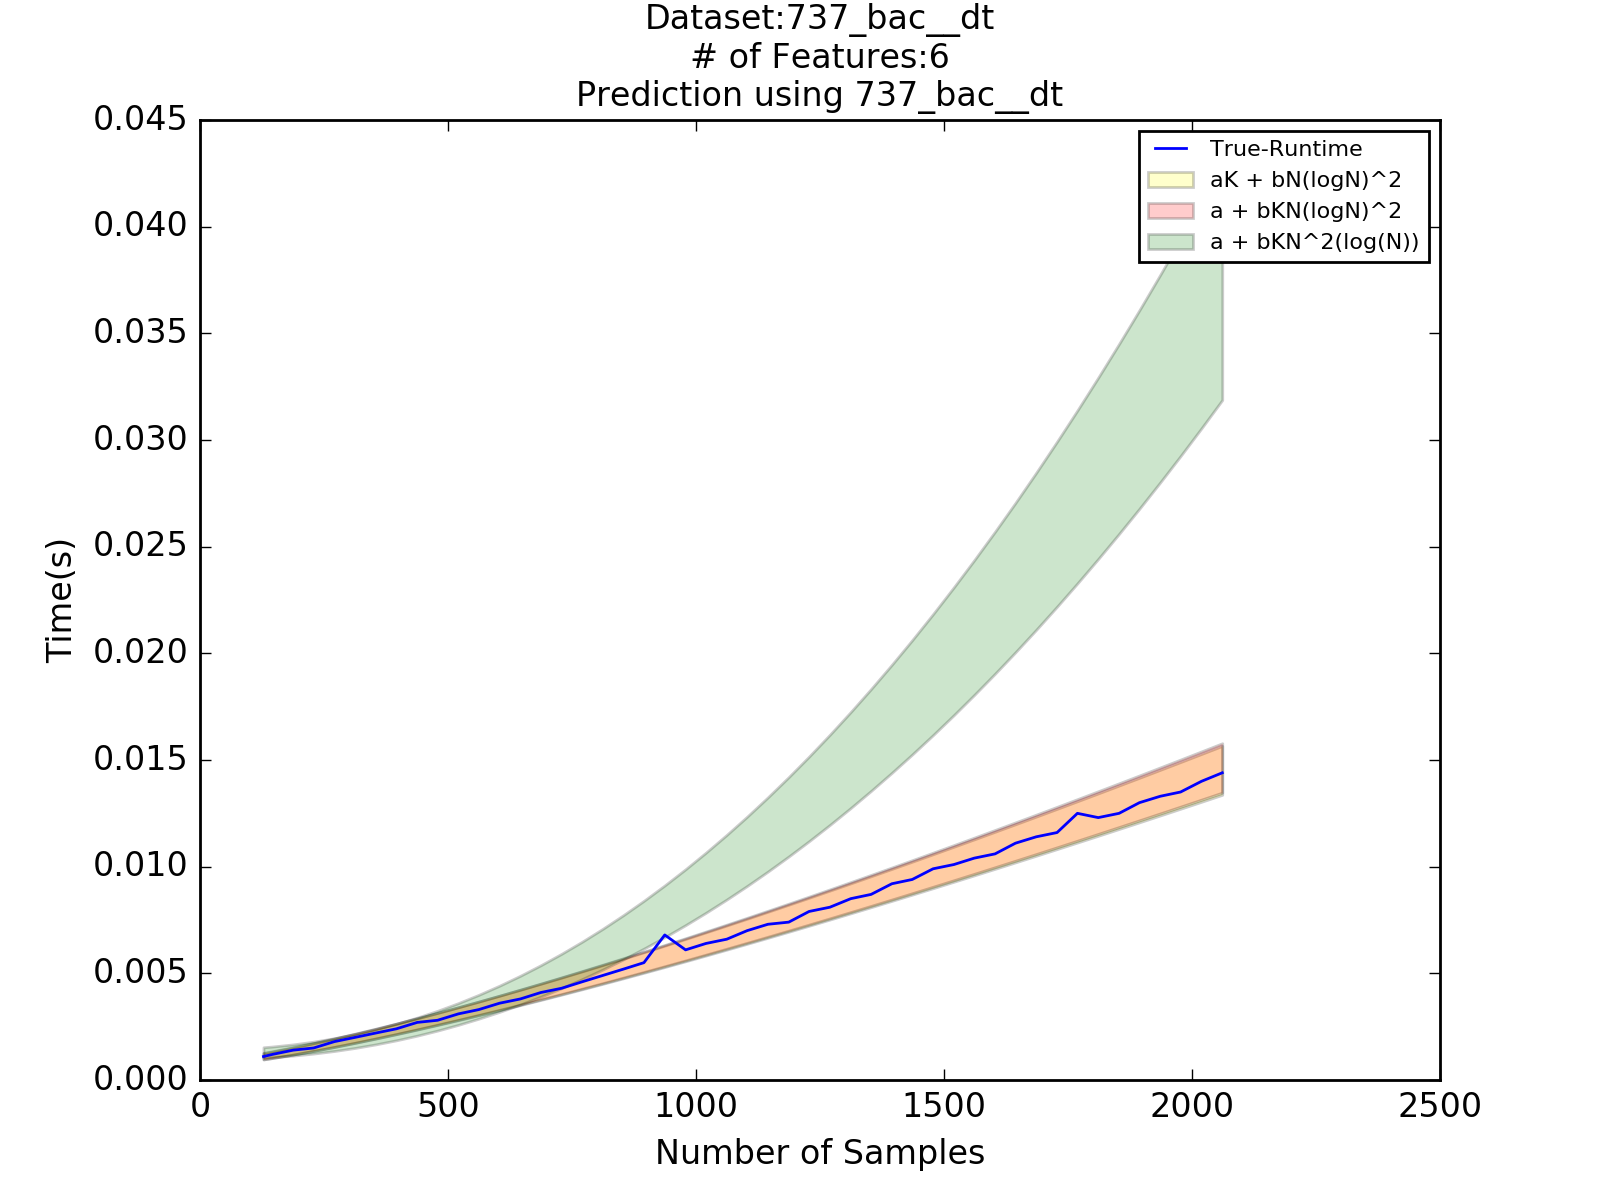 Dataset:737_bac__dt
# of Features:6
Prediction using 737_bac__dt
0.045
0.040
0.035
0.030
0.025
0.020
0.015
0.010
0.005
0.000
Time(s)
True-Runtime
aK + bN(logN)^2
a + bKN(logN)^2
a + bKN^2(log(N))
0 500 1000 1500 2000 2500
Number of Samples